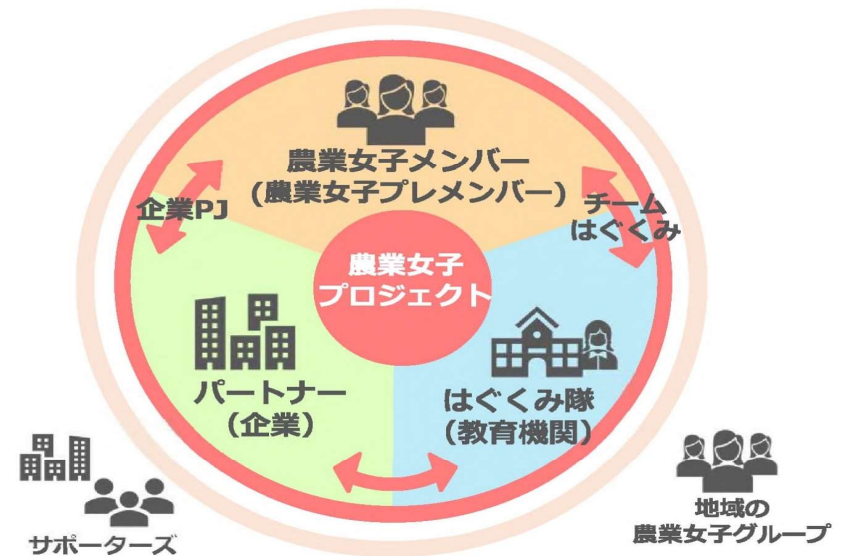 農業女子メンバー
(農業女子プレメンバー)
企業PJ
チーム
はぐくみ
農業女子
プロジェクト
パートナー
(企業)
はぐくみ隊
(教育機関)
サポーターズ
地域の
農業女子グループ